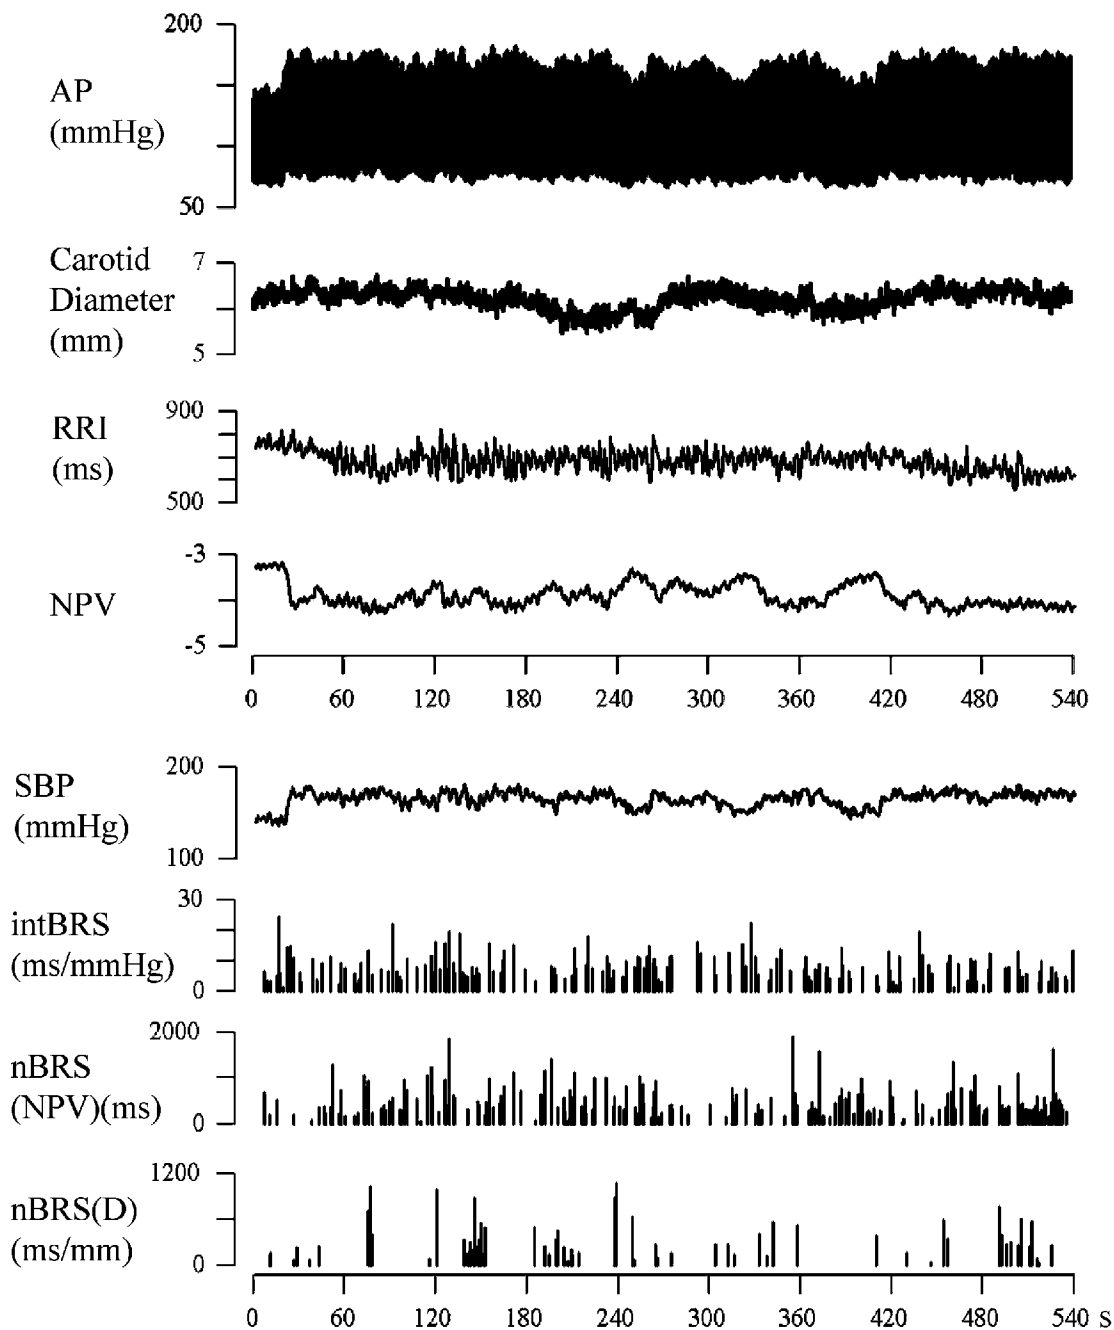 200
AP
(mmHg)
50
Carotid
Diameter
(mm)
7
5
RRI
(ms)
900
500
NPV
-3
-5
0 60 120 180 240 300 360 420 480 540
SBP
(mmHg)
200
100
intBRS
(ms/mmHg)
30
0
nBRS
(NPV)(ms)
2000
0
nBRS(D)
(ms/mm)
1200
0
0 60 120 180 240 300 360 420 480 540 s